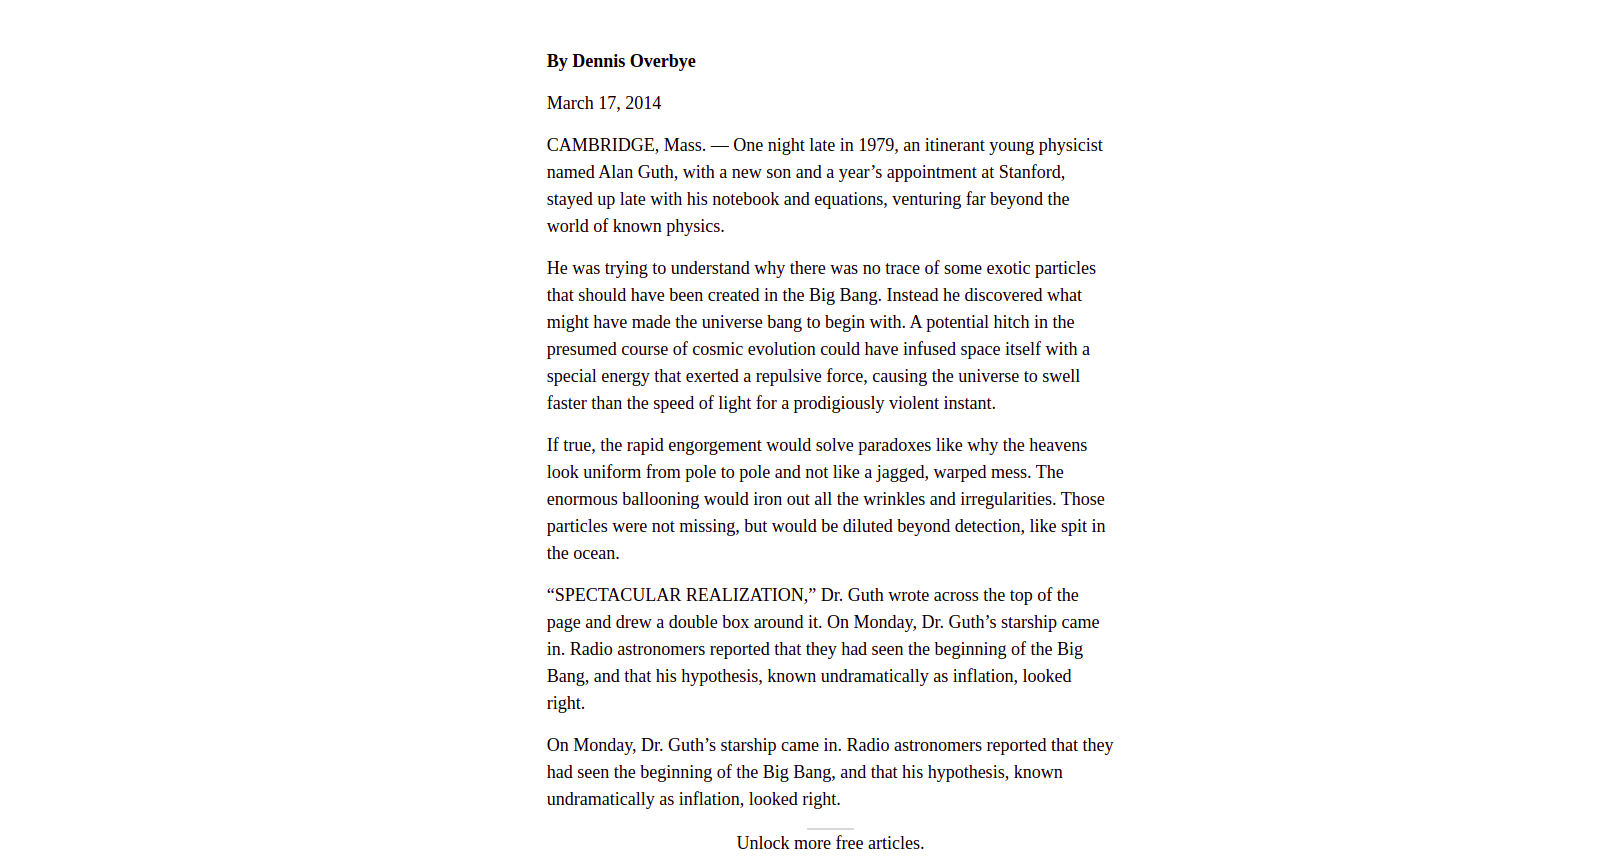 By Dennis Overbye
March 17, 2014
CAMBRIDGE, Mass. — One night late in 1979, an itinerant young physicist
named Alan Guth, with a new son and a year’s appointment at Stanford,
stayed up late with his notebook and equations, venturing far beyond the
world of known physics.
He was trying to understand why there was no trace of some exotic particles
that should have been created in the Big Bang. Instead he discovered what
might have made the universe bang to begin with. A potential hitch in the
presumed course of cosmic evolution could have infused space itself with a
special energy that exerted a repulsive force, causing the universe to swell
faster than the speed of light for a prodigiously violent instant.
If true, the rapid engorgement would solve paradoxes like why the heavens
look uniform from pole to pole and not like a jagged, warped mess. The
enormous ballooning would iron out all the wrinkles and irregularities. Those
particles were not missing, but would be diluted beyond detection, like spit in
the ocean.
“SPECTACULAR REALIZATION,” Dr. Guth wrote across the top of the
page and drew a double box around it. On Monday, Dr. Guth’s starship came
in. Radio astronomers reported that they had seen the beginning of the Big
Bang, and that his hypothesis, known undramatically as inflation, looked
right.
On Monday, Dr. Guth’s starship came in. Radio astronomers reported that they
had seen the beginning of the Big Bang, and that his hypothesis, known
undramatically as inflation, looked right.
Unlock more free articles.